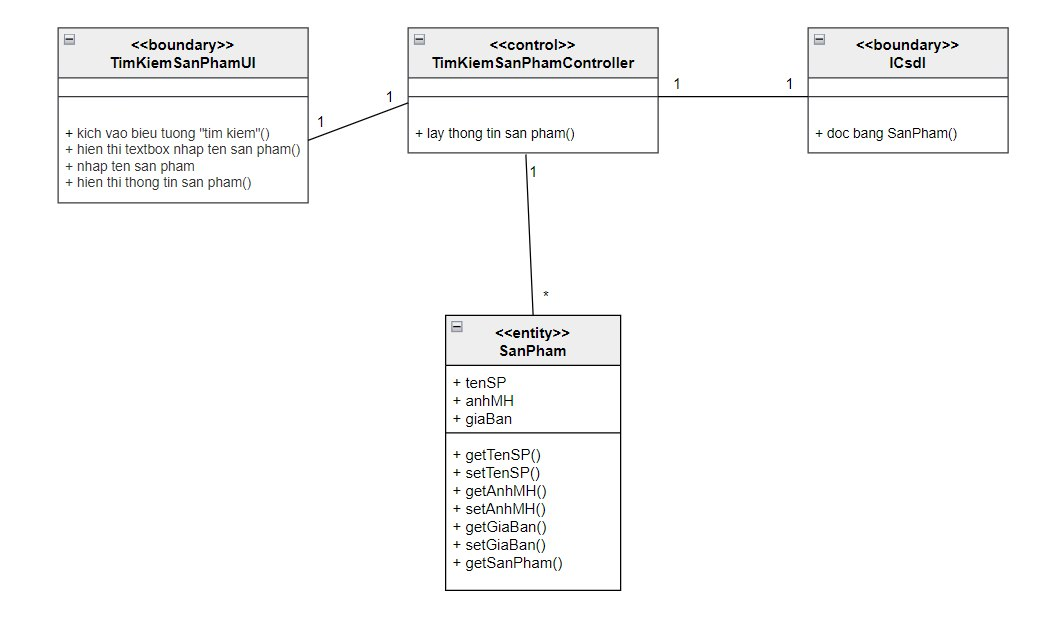 <<boundary>>
TimKiemSanPhamUI
+ kich vao bieu tuong "tim kiem"()
+ hien thi textbox nhap ten san pham()
+ nhap ten san pham
+ hien thi thong tin san pham()
1
1
<<control>>
TimKiemSanPhamController
+ lay thong tin san pham()
1
1
<<boundary>>
ICsdl
+ doc bang SanPham()
1
*
<<entity>>
SanPham
+ tenSP
+ anhMH
+ giaBan
+ getTenSP()
+ setTenSP()
+ getAnhMH()
+ setAnhMH()
+ getGiaBan()
+ setGiaBan()
+ getSanPham()